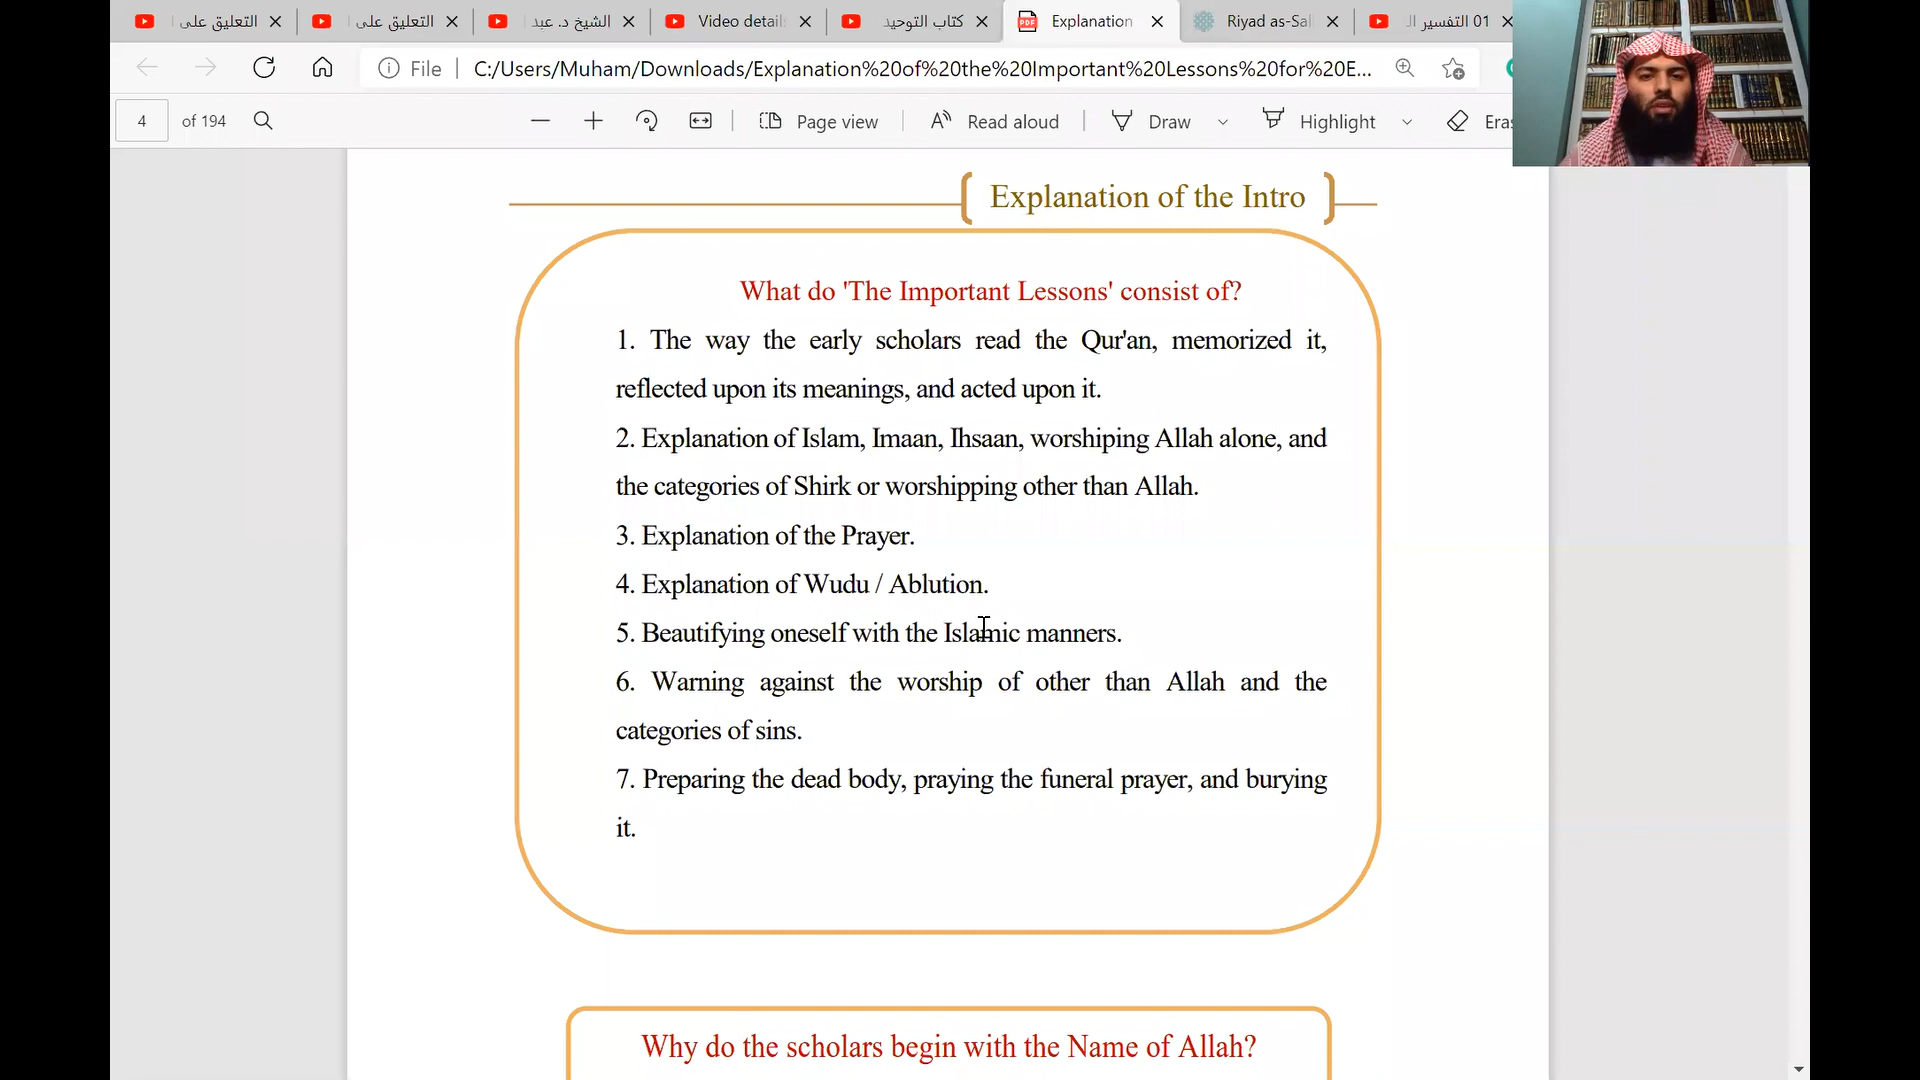 التعليق على
التعليق على
الشيخ د. عبد
Video detail
كتاب التوحيد
Explanation
Riyad as-Sal
01 التفسير ال
File
C:/Users/Muham/Downloads/Explanation%20of%20the%20Important%20Lessons%20for%20E...
4 of 194
Page view
Read aloud
Draw
Highlight
Eras
Explanation of the Intro
What do 'The Important Lessons' consist of?
1. The way the early scholars read the Qur'an, memorized it,
reflected upon its meanings, and acted upon it.
2. Explanation of Islam, Imaan, Ihsaan, worshiping Allah alone, and
the categories of Shirk or worshipping other than Allah.
3. Explanation of the Prayer.
4. Explanation of Wudu / Ablution.
5. Beautifying oneself with the Islamic manners.
6. Warning against the worship of other than Allah and the
categories of sins.
7. Preparing the dead body, praying the funeral prayer, and burying
it.
Why do the scholars begin with the Name of Allah?